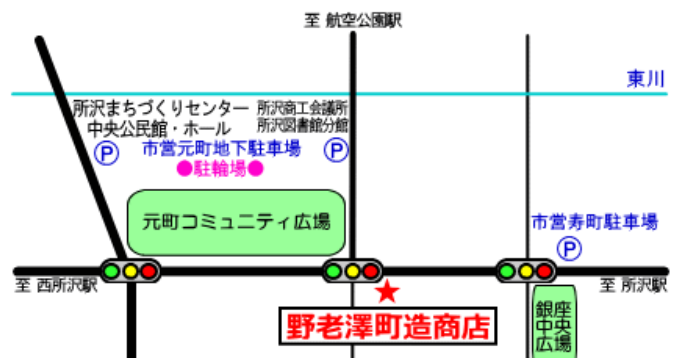 至 航空公園駅
東川
所沢まちづくりセンター
中央公民館・ホール
所沢商工会議所
所沢図書館分館
P
市営元町地下駐車場
P
●駐輪場●
元町コミュニティ広場
市営寿町駐車場
P
至 西所沢駅
至 所沢駅
野老澤町造商店
銀座
中央
広場